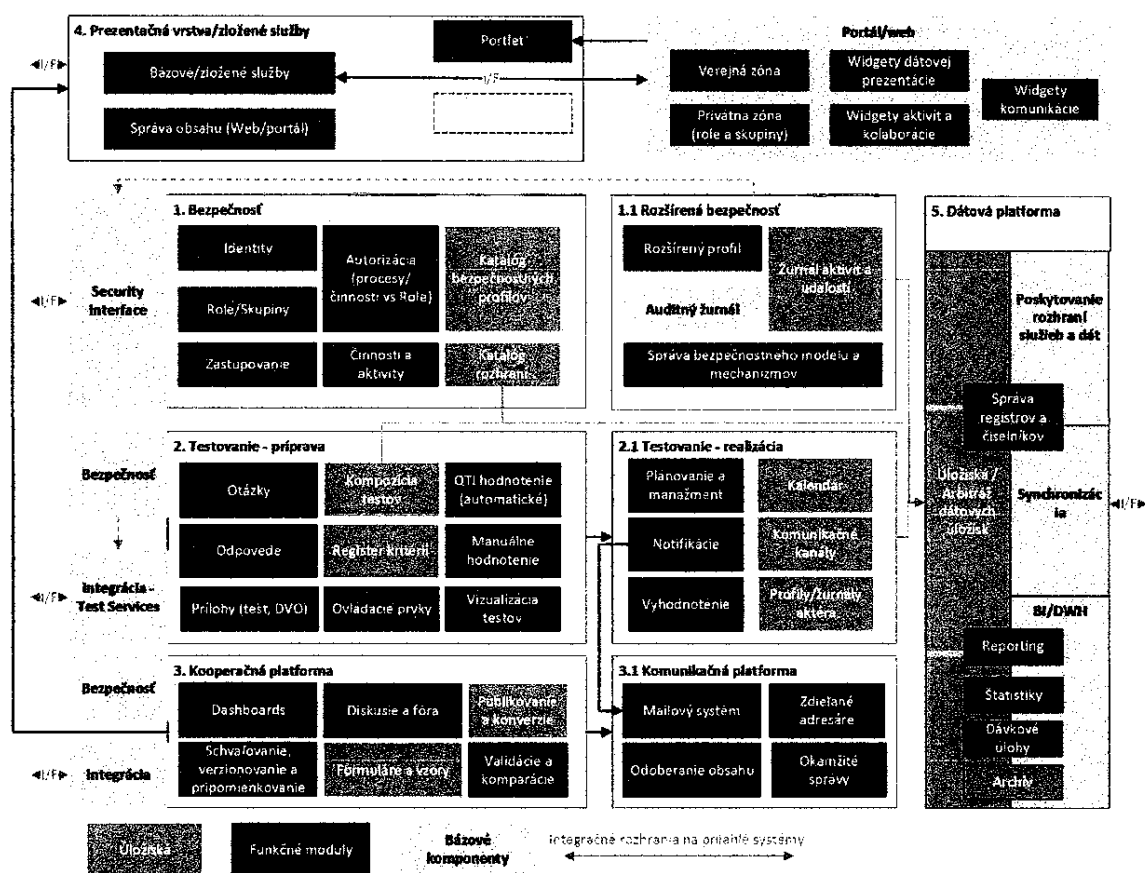 4. Prezentačná vrstva/zložené služby
Portlet
Portál/web
I/F
Bázové/zložené služby
I/F
Verejná zóna
Widgety dátovej
prezentácie
Widgety
komunikácie
Správa obsahu (Web/portál)
Privátna zóna
(role a skupiny)
Widgety aktivít a
kolaborácie
1. Bezpečnosť
1.1 Rozšírená bezpečnosť
5. Dátová platforma
Identity
Autorizácia
(procesy/
činnosti vs Role)
Katalóg
bezpečnostných
profilov
Rozšírený profil
Žurnál aktivít a
udalostí
I/F
Security
Interface
Role/Skupiny
Auditný žurnál
Poskytovanie
rozhraní
služieb a dát
Zastupovanie
Činnosti a
aktivity
Katalóg
rozhraní
Správa bezpečnostného modelu a
mechanizmov
Správa
registrov a
číselníkov
2. Testovanie - príprava
2.1 Testovanie - realizácia
Bezpečnosť
Otázky
Kompozícia
testov
QTI hodnotenie
(automatické)
Plánovanie a
manažment
Kalendár
Úložiská /
Arbitráž
dátových
úložísk
Synchronizác
ia
I/F
Odpovede
Register kritérií
Manuálne
hodnotenie
Notifikácie
Komunikačné
kanály
I/F
Integrácia -
Test Services
Prílohy (test, DVO)
Ovládacie prvky
Vizualizácia
testov
Vyhodnotenie
Profily/žurnály
aktéra
BI/DWH
Reporting
3. Kooperačná platforma
3.1 Komunikačná platforma
Bezpečnosť
Dashboards
Diskusie a fóra
Publikovanie
a konverzie
Mailový systém
Zdieľané
adresáre
Štatistiky
Dávkové
úlohy
I/F
Integrácia
Schvaľovanie,
verzionovanie a
pripomienkovanie
Formuláre a vzory
Validácie a
komparácie
Odoberanie obsahu
Okamžité
správy
Archív
Úložiská
Funkčné moduly
Bázové
komponenty
Integračné rozhrania na priľahlé systémy